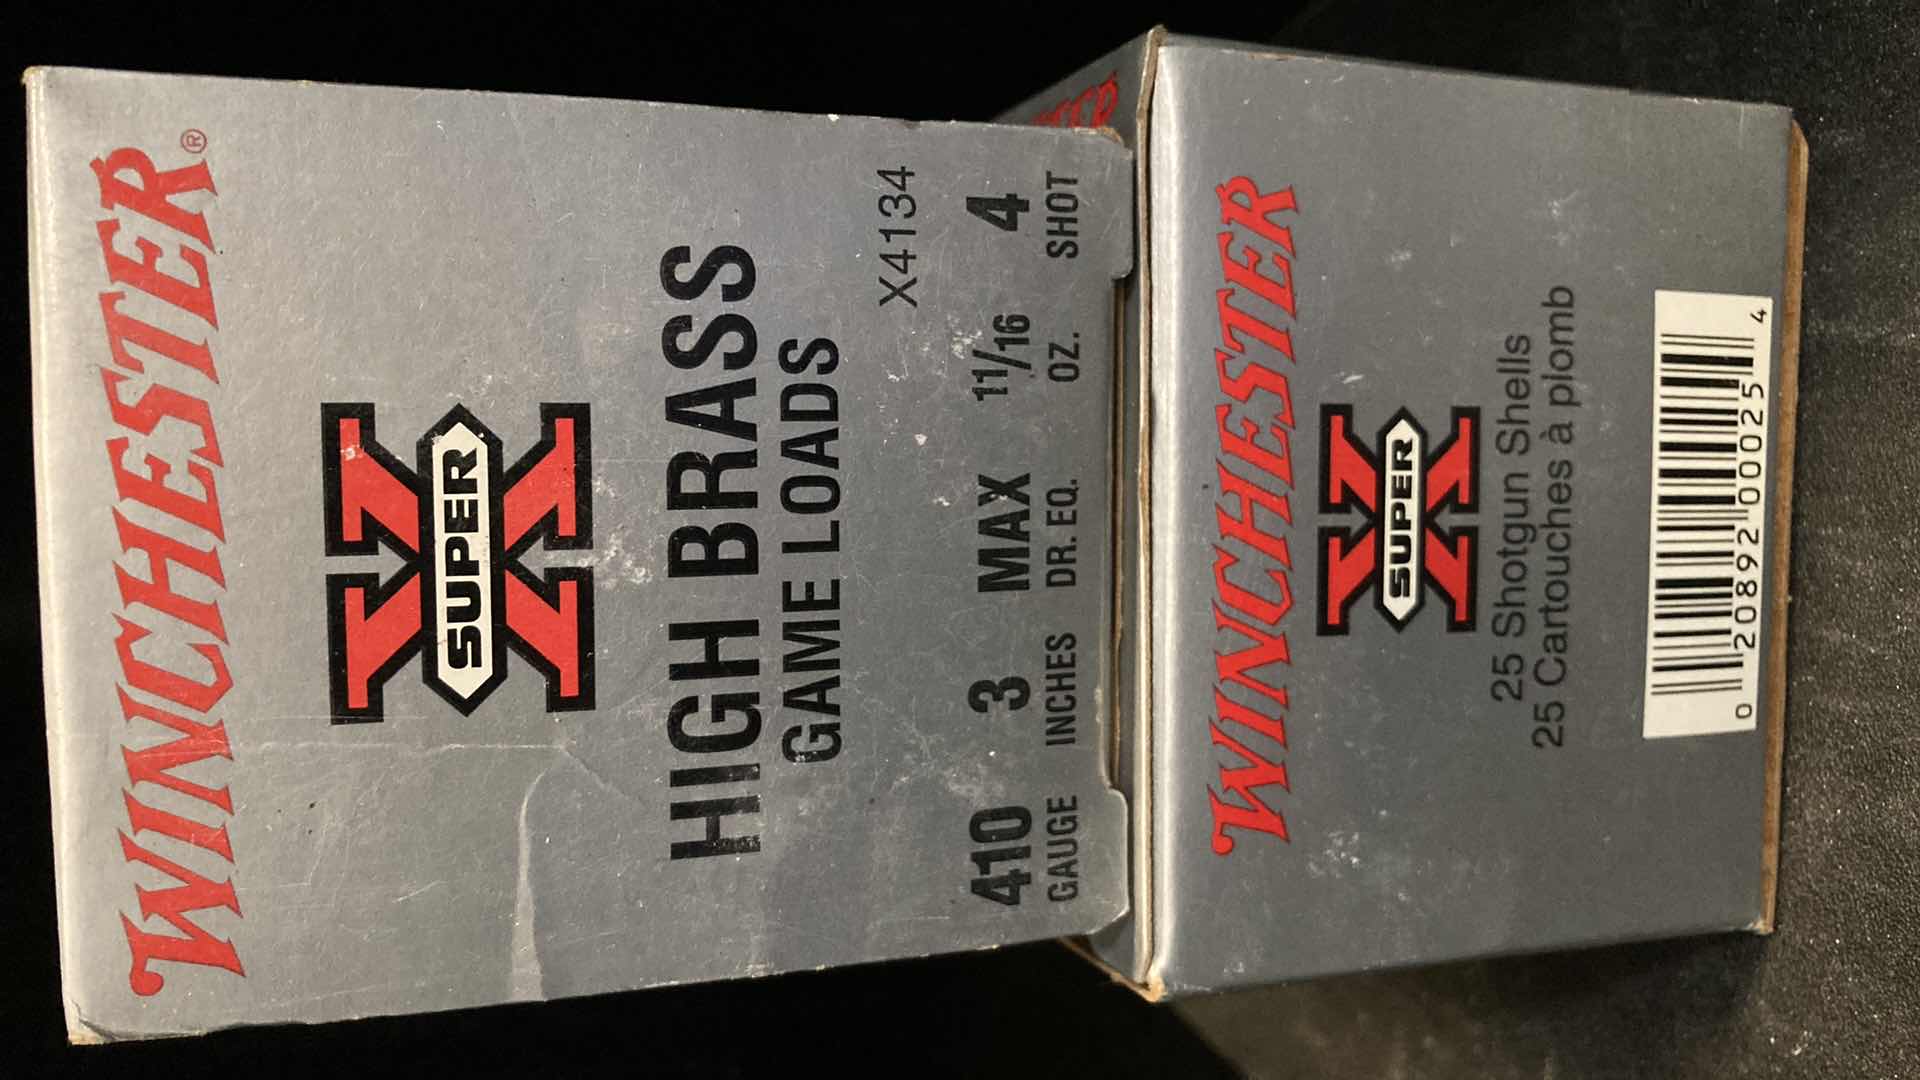 WINCHESTER®
SUPER X
HIGH BRASS
GAME LOADS
X4134
410 3 MAX 11/16 4
GAUGE INCHES DR. EQ. OZ. SHOT
WINCHESTER
SUPER X
25 Shotgun Shells
25 Cartouches à plomb
0 20892 00025 4